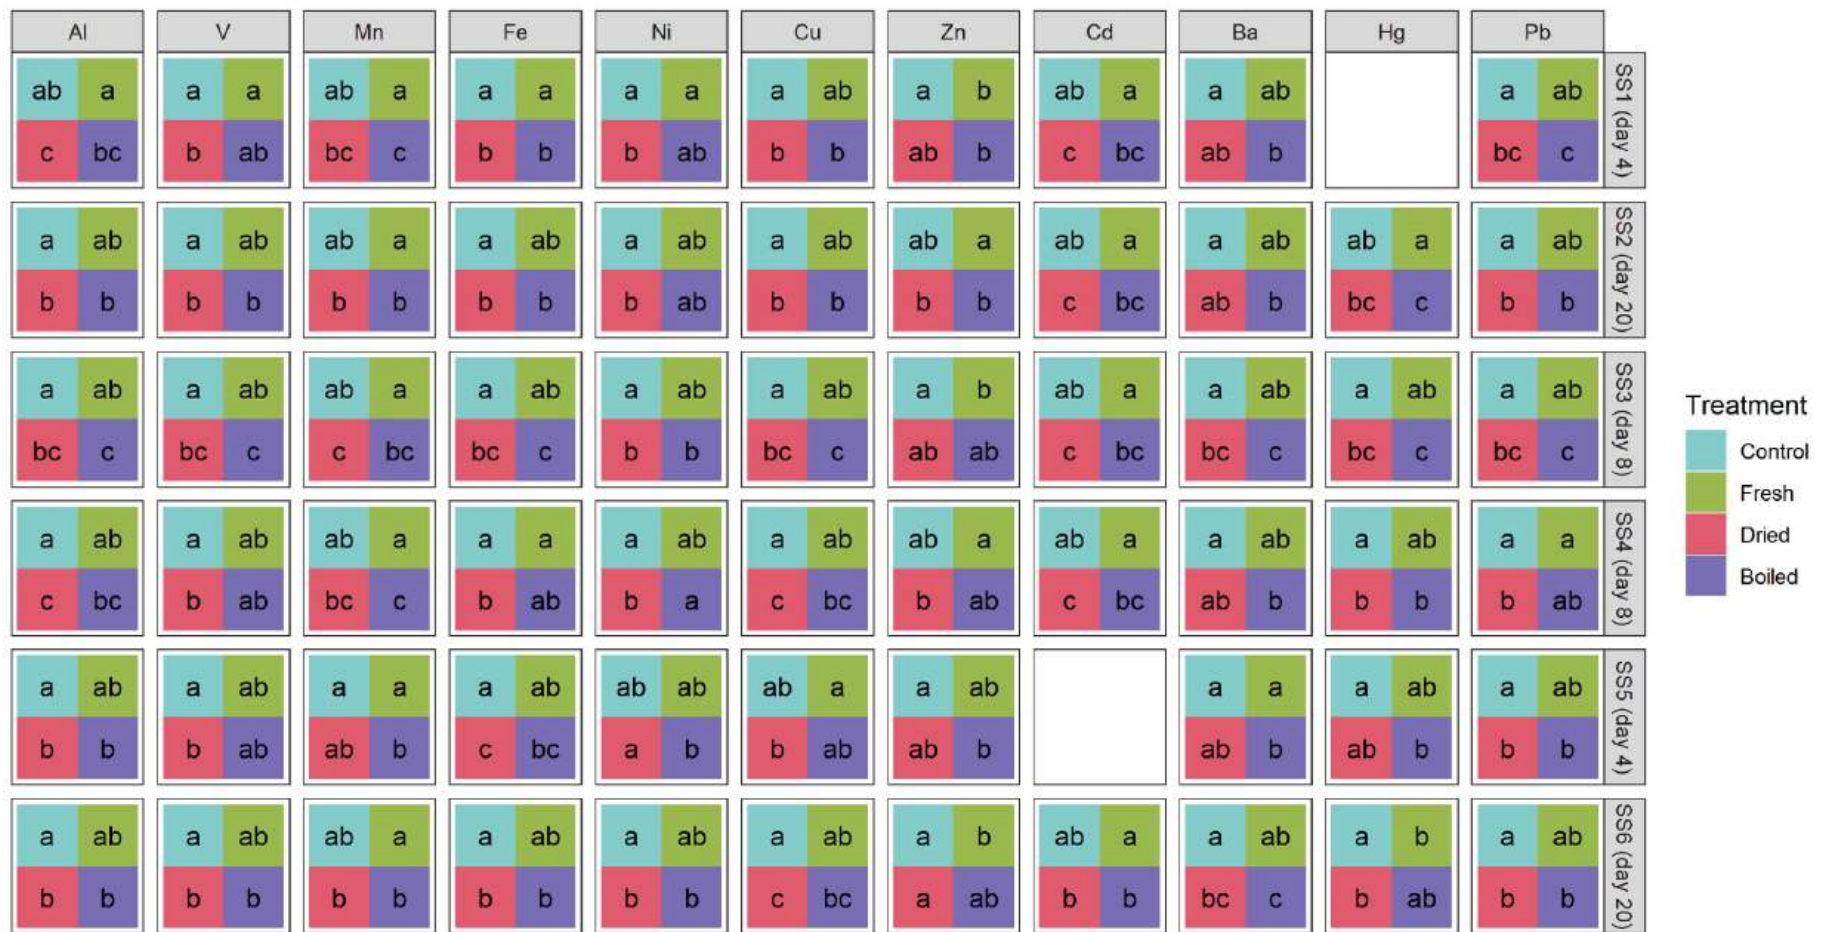 Al V Mn Fe Ni Cu Zn Cd Ba Hg Pb
ab a a a ab a a a a a a ab a b ab a a ab a ab
c bc b ab bc c b b b ab b b ab b c bc ab b bc c
SS1 (day 4)
a ab a ab ab a a ab a ab a ab ab a ab a a ab ab a a ab
b b b b b b b b b ab b b b b c bc ab b bc c b b
SS2 (day 20)
a ab a ab ab a a ab a ab a ab a b ab a a ab a ab a ab
bc c bc c c bc bc c b b bc c ab ab c bc bc c bc c bc c
SS3 (day 8)
a ab a ab ab a a a a ab a ab ab a ab a a ab a ab a a
c bc b ab bc c b ab b a c bc b ab c bc ab b b b b ab
SS4 (day 8)
a ab a ab a a a ab ab ab ab a a ab a a a ab a ab
b b b ab ab b c bc a b b ab ab b ab b ab b b b
SS5 (day 4)
a ab a ab ab a a ab a ab a ab a b ab a a ab a b a ab
b b b b b b b b b b c bc a ab b b bc c b ab b b
SS6 (day 20)
Treatment
Control
Fresh
Dried
Boiled